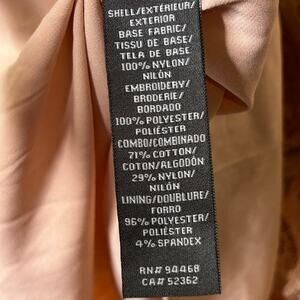 SHELL/EXTÉRIEUR/
EXTERIOR
BASE FABRIC/
TISSU DE BASE/
TELA DE BASE
100% NYLON/
NILÓN
EMBROIDERY/
BRODERIE/
BORDADO
100% POLYESTER/
POLIÉSTER
COMBO/COMBINADO
71% COTTON/
COTON/ALGODÓN
29% NYLON/
NILÓN
LINING/DOUBLURE/
FORRO
96% POLYESTER/
POLIÉSTER
4% SPANDEX
RN# 94468
CA# 52362